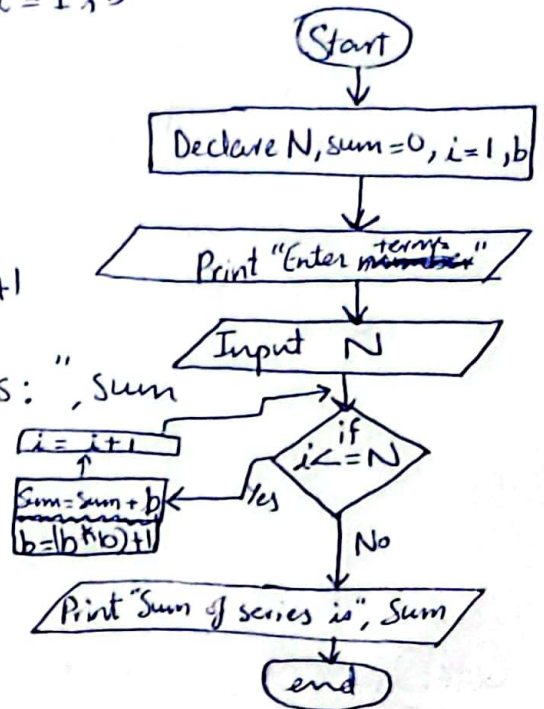 Start
Declare N, sum=0, i=1, b
Print "Enter terms"
+1
Input N
s: ", sum
if
i<=N
i = i+1
Sum=sum+b
b=(b*b)+1
Yes
No
Print "Sum of series is", Sum
end